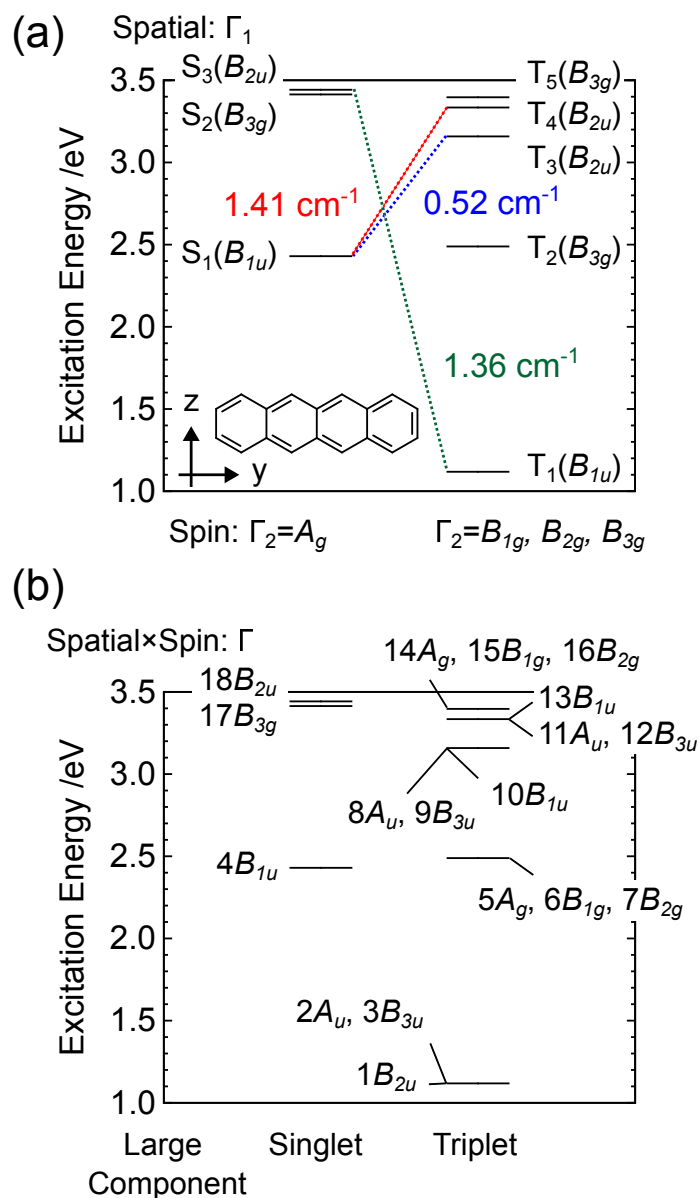 (a) Spatial: Γ₁
S₃(B₂ᵤ)
S₂(B₃g)
S₁(B₁ᵤ)
T₅(B₃g)
T₄(B₂ᵤ)
T₃(B₂ᵤ)
T₂(B₃g)
T₁(B₁ᵤ)
1.41 cm⁻¹
0.52 cm⁻¹
1.36 cm⁻¹
Excitation Energy /eV
3.5
3.0
2.5
2.0
1.5
1.0
z
y
Spin: Γ₂=Ag
Γ₂=B₁g, B₂g, B₃g
(b)
Spatial×Spin: Γ
14Ag, 15B₁g, 16B₂g
18B₂ᵤ
17B₃g
13B₁ᵤ
11Aᵤ, 12B₃ᵤ
10B₁ᵤ
8Aᵤ, 9B₃ᵤ
4B₁ᵤ
5Ag, 6B₁g, 7B₂g
2Aᵤ, 3B₃ᵤ
1B₂ᵤ
Excitation Energy /eV
3.5
3.0
2.5
2.0
1.5
1.0
Large
Component
Singlet
Triplet